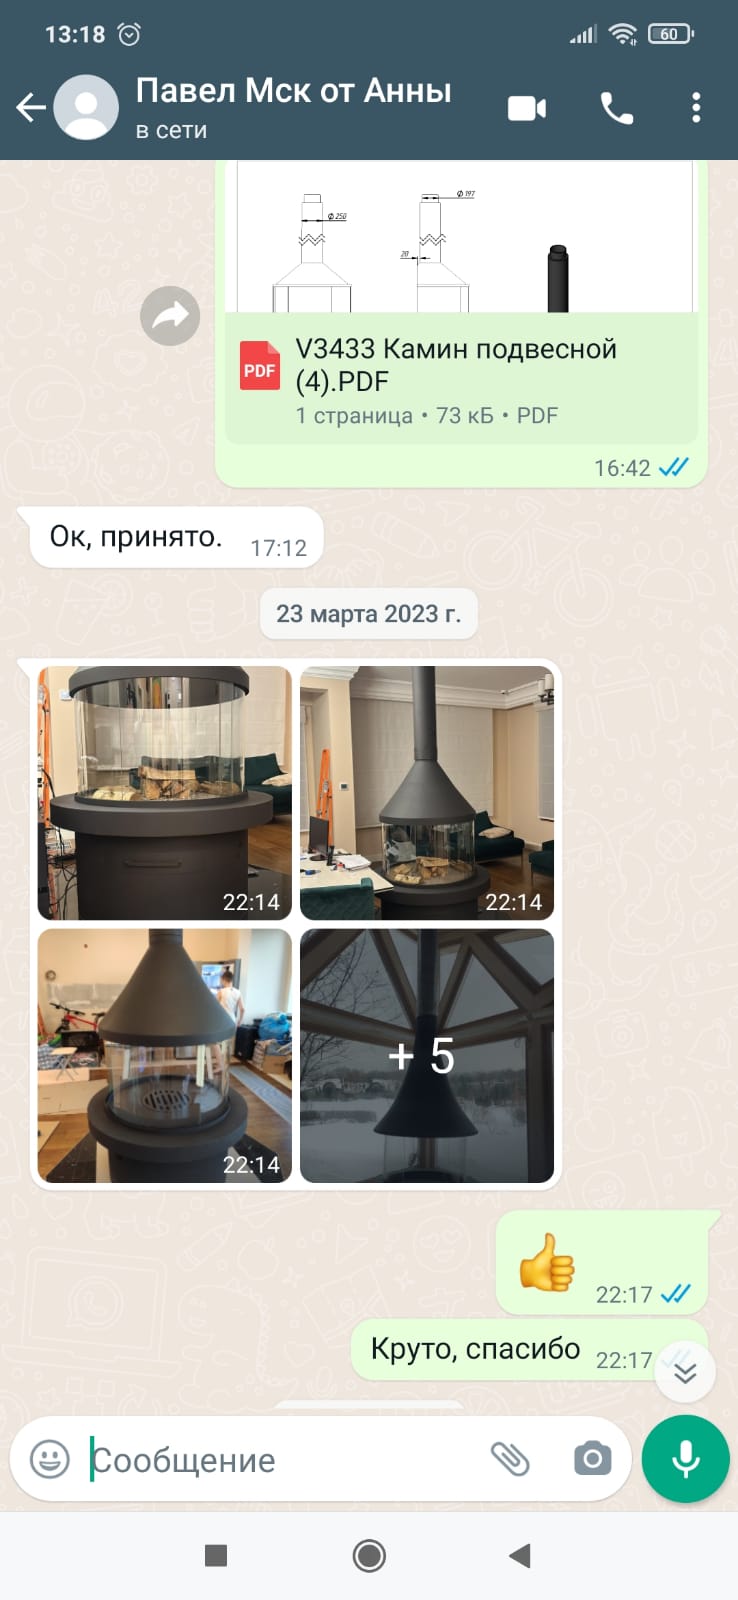 13:18
60
Павел Мск от Анны
в сети
Ø 250
Ø 197
20
PDF
V3433 Камин подвесной
(4).PDF
1 страница • 73 кБ • PDF
16:42
Ок, принято. 17:12
23 марта 2023 г.
22:14
22:14
22:14
+ 5
👍 22:17
Круто, спасибо 22:17
Сообщение